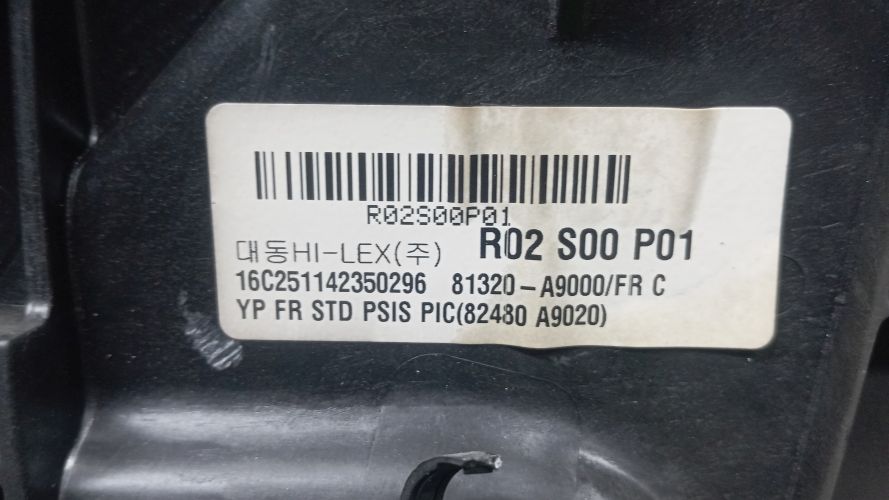 R02S00P01
대동HI-LEX(주) R02 S00 P01
16C251142350296 81320-A9000/FR C
YP FR STD PSIS PIC(82480 A9020)